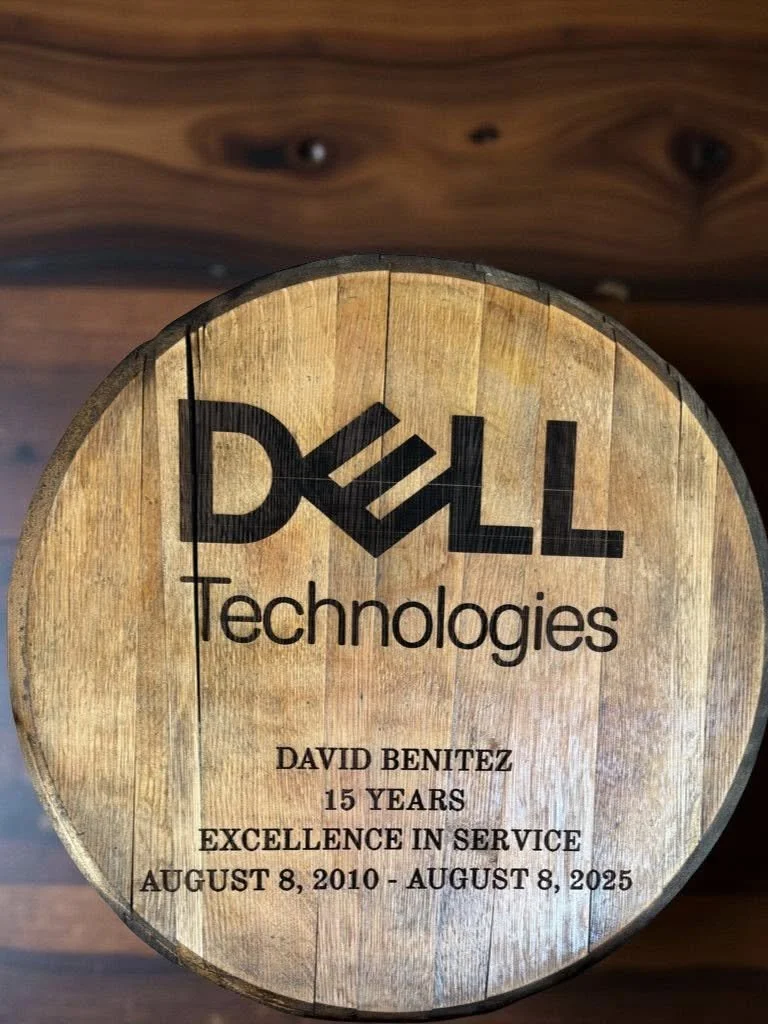 DELL
Technologies
DAVID BENITEZ
15 YEARS
EXCELLENCE IN SERVICE
AUGUST 8, 2010 - AUGUST 8, 2025